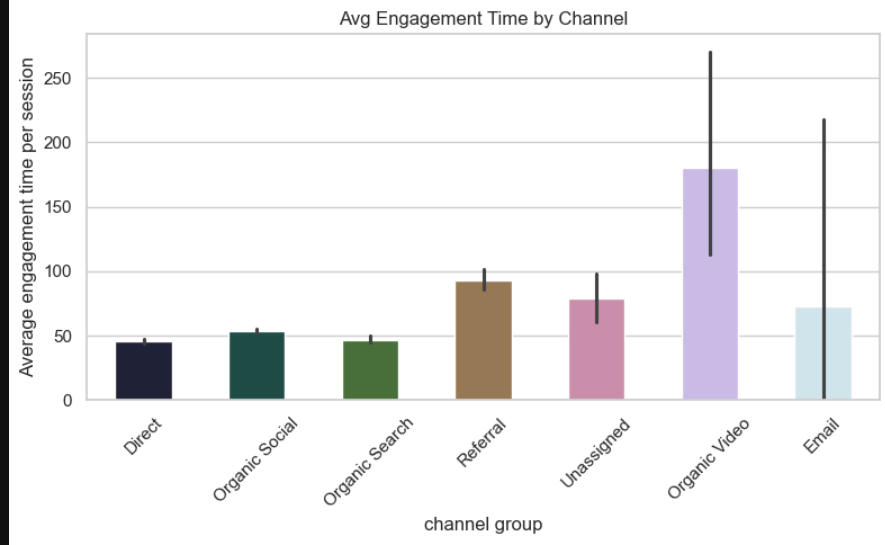 Avg Engagement Time by Channel
Average engagement time per session
250
200
150
100
50
0
Direct
Organic Social
Organic Search
Referral
Unassigned
Organic Video
Email
channel group